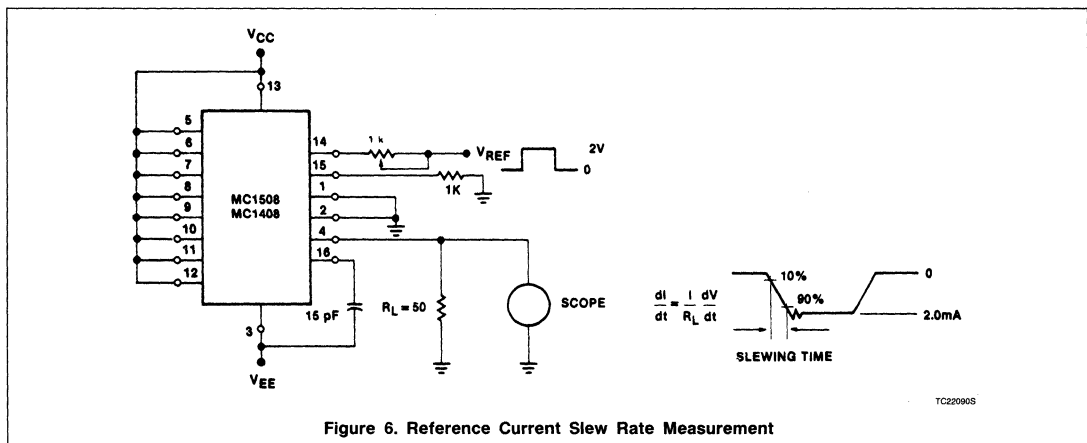 VCC
13
5
6
7
8
9
10
11
12
MC1508
MC1408
14
15
1
2
4
16
3
VEE
1 k
VREF
2V
0
1K
15 pF
RL = 50
SCOPE
dI/dt = I/RL dV/dt
10%
90%
0
2.0mA
SLEWING TIME
TC22090S
Figure 6. Reference Current Slew Rate Measurement